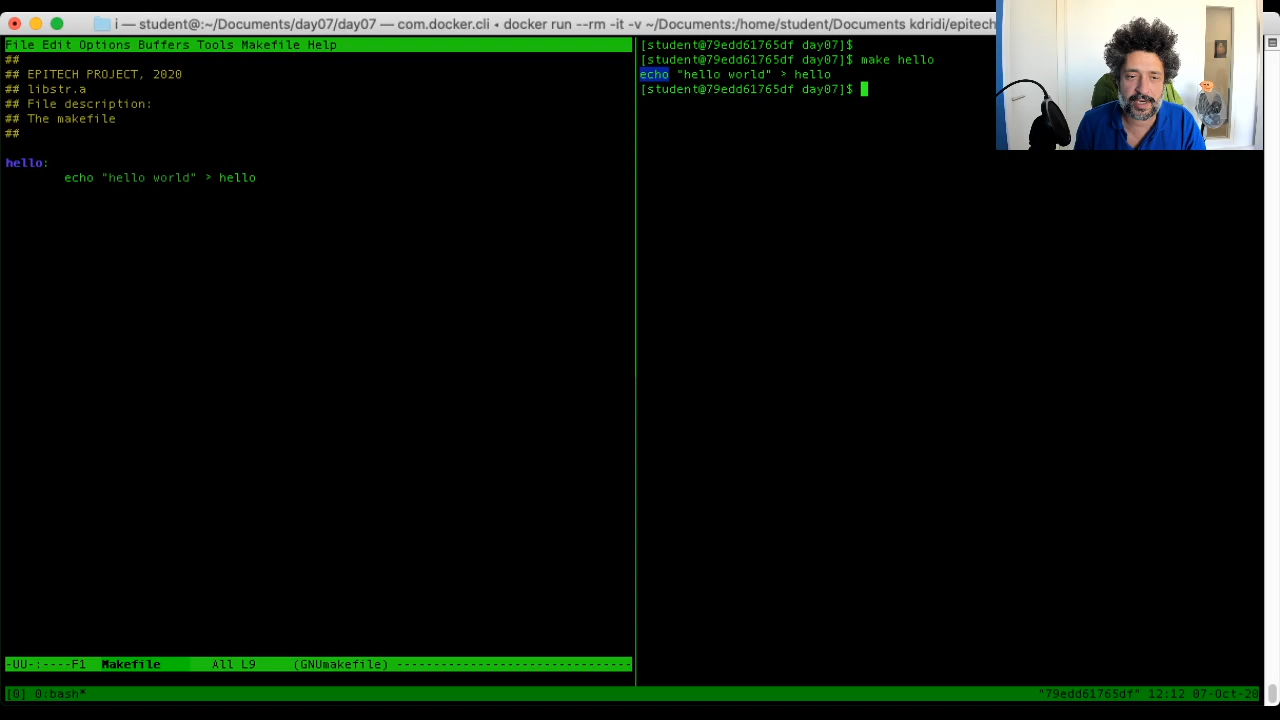 i — student@:~/Documents/day07/day07 — com.docker.cli ◂ docker run --rm -it -v ~/Documents:/home/student/Documents kdridi/epitech
File Edit Options Buffers Tools Makefile Help
##
## EPITECH PROJECT, 2020
## libstr.a
## File description:
## The makefile
##
hello:
echo "hello world" > hello
-UU-:----F1  Makefile       All L9     (GNUmakefile) --------------------------------
[student@79edd61765df day07]$
[student@79edd61765df day07]$ make hello
echo "hello world" > hello
[student@79edd61765df day07]$
[0] 0:bash*
"79edd61765df" 12:12 07-Oct-20